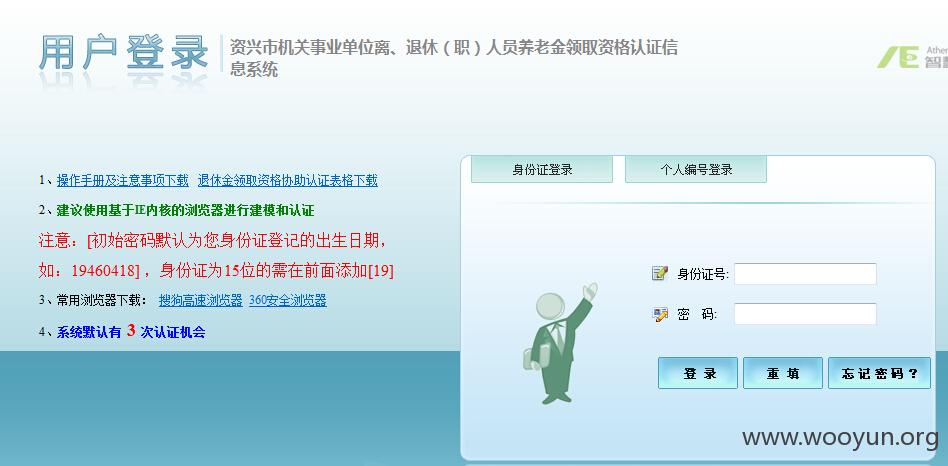 用户登录
资兴市机关事业单位离、退休（职）人员养老金领取资格认证信
息系统
Ather
智慧
1、操作手册及注意事项下载 退休金领取资格协助认证表格下载
2、建议使用基于IE内核的浏览器进行建模和认证
注意：[初始密码默认为您身份证登记的出生日期，
如：19460418]，身份证为15位的需在前面添加[19]
3、常用浏览器下载： 搜狗高速浏览器 360安全浏览器
4、系统默认有 3 次认证机会
身份证登录 个人编号登录
身份证号:
密 码:
登 录 重 填 忘记密码？
www.wooyun.org